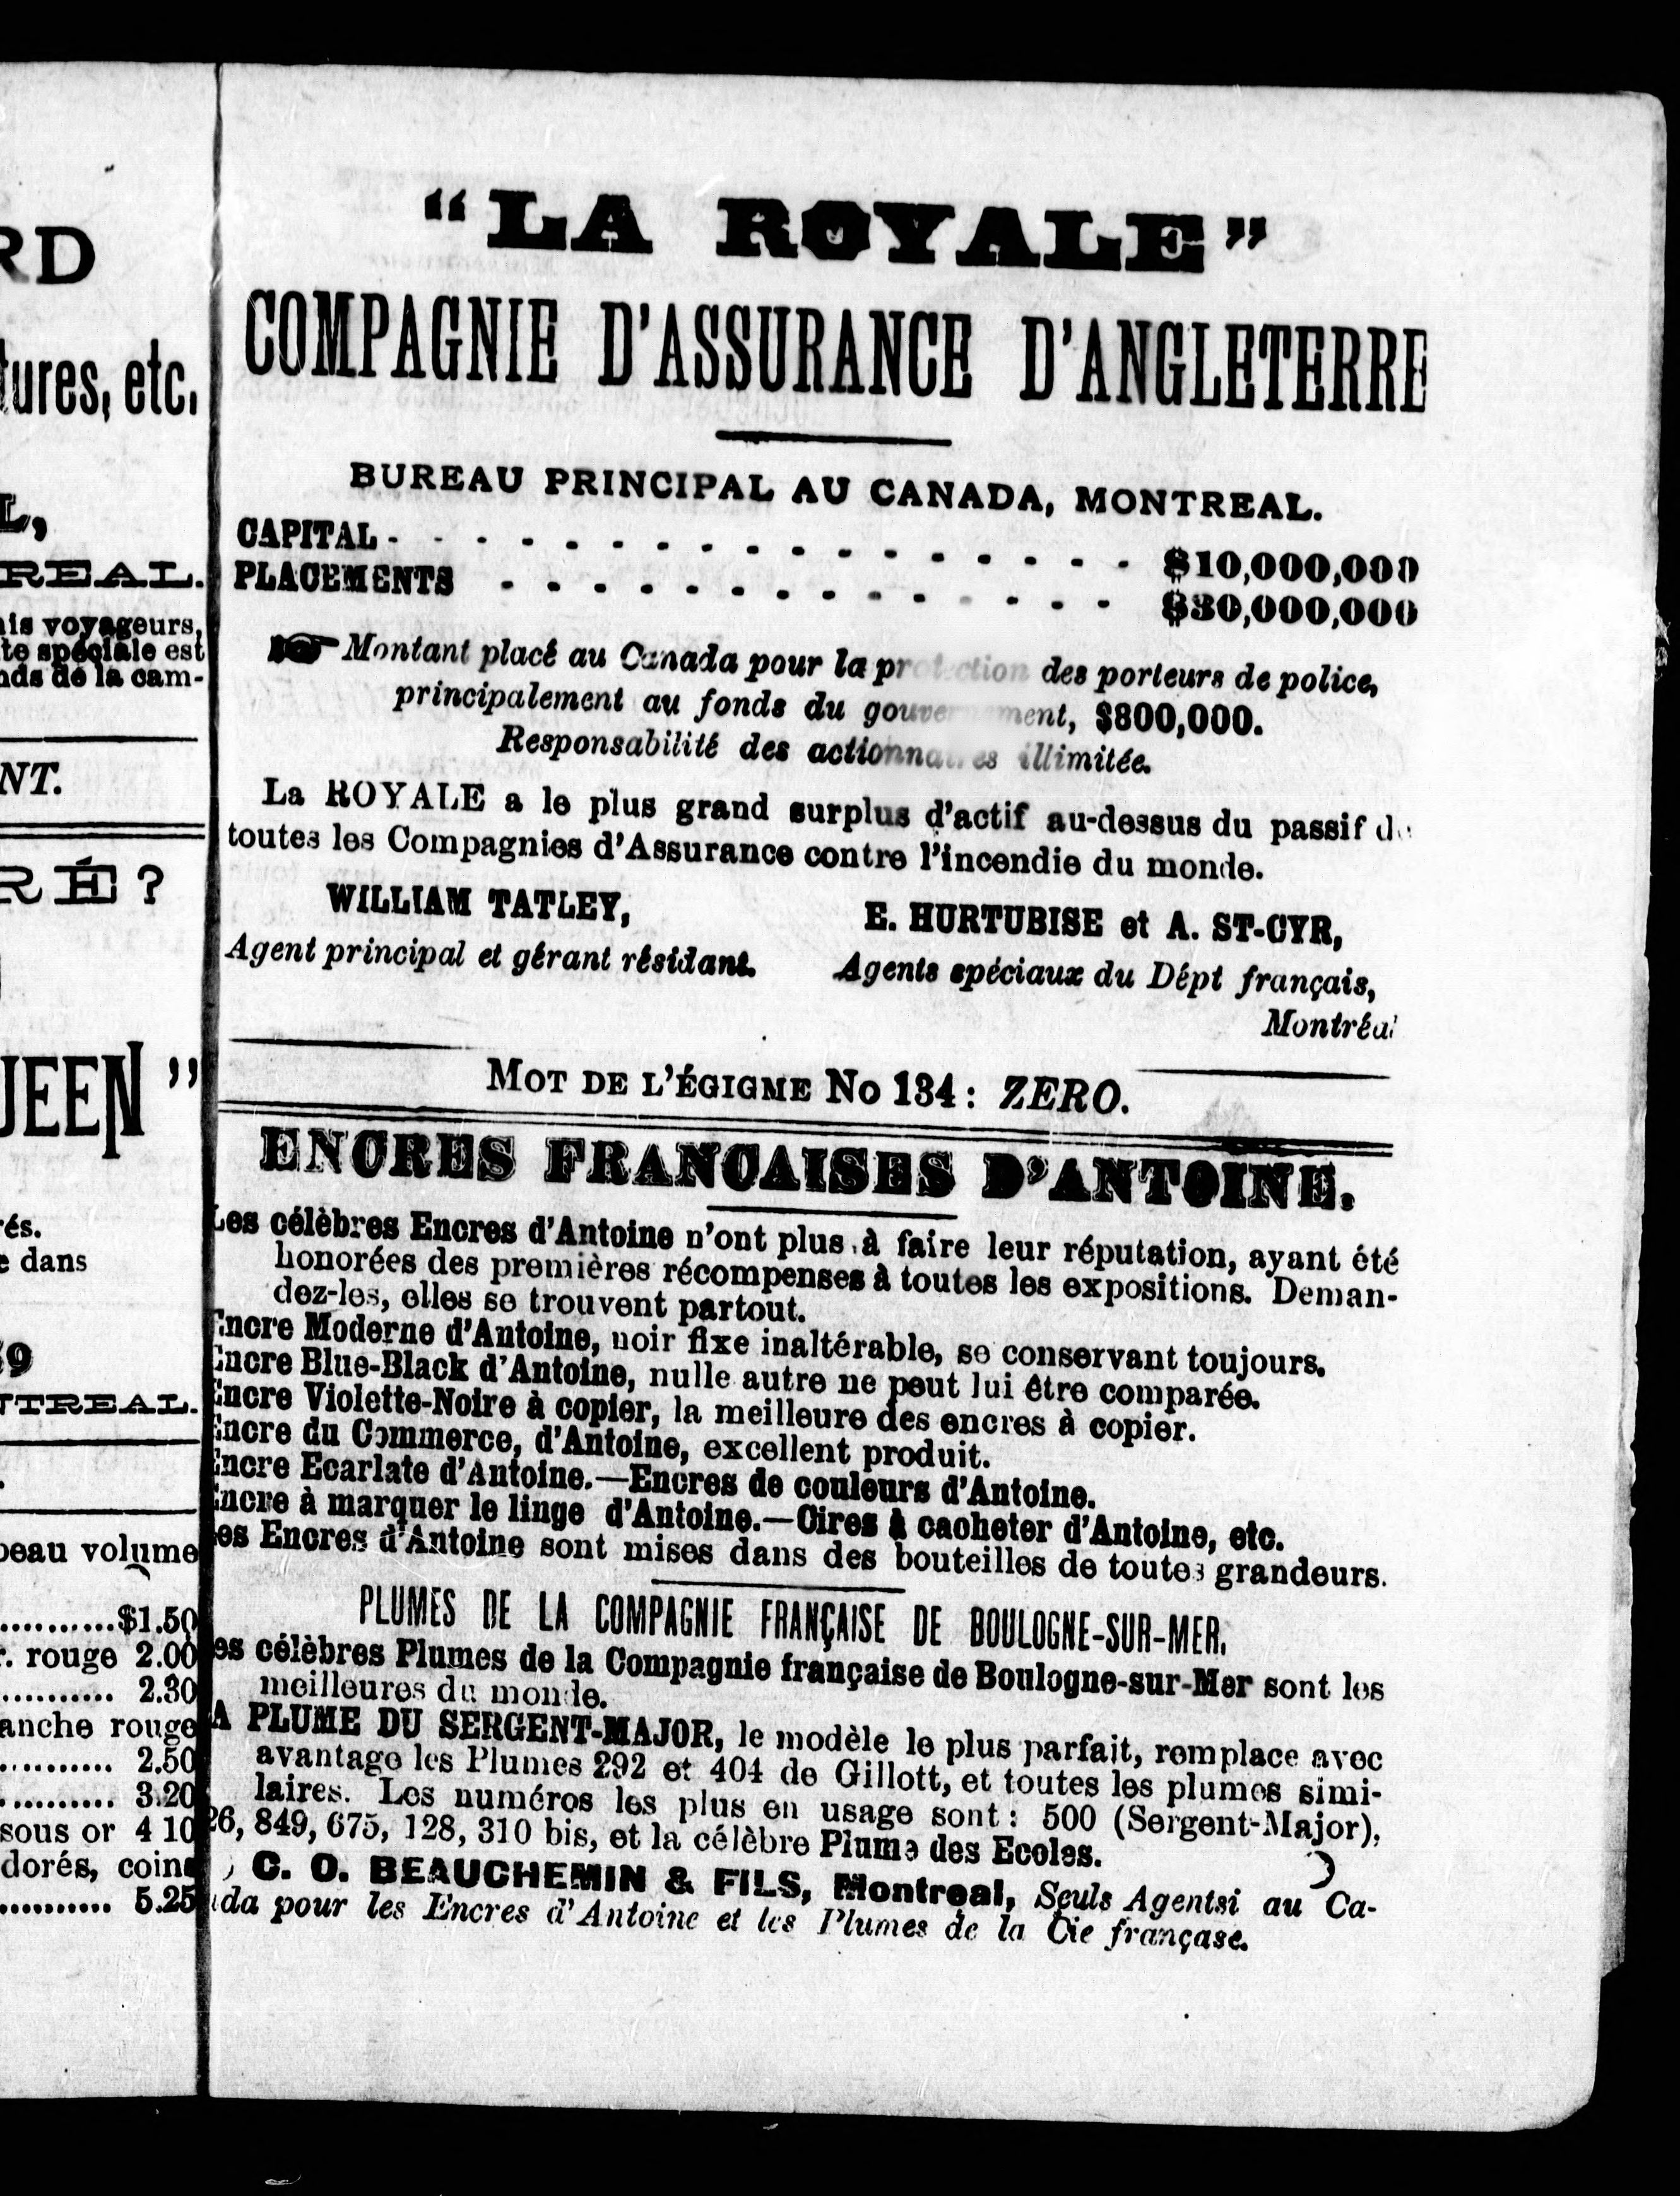 RD
tures, etc.
L,
REAL.
is voyageurs,
te spéciale est
nds de la cam-
NT.
RÉ ?
UEEN "
és.
dans
TREAL.
beau volume
..........$1.50
rouge 2.00
.......... 2.30
anche rouge
.......... 2.50
.......... 3.20
sous or 4 10
dorés, coins
.......... 5.25
"LA ROYALE"
COMPAGNIE D'ASSURANCE D'ANGLETERRE
BUREAU PRINCIPAL AU CANADA, MONTREAL.
CAPITAL - - - - - - - - - - - - - - - - - $10,000,000
PLACEMENTS - - - - - - - - - - - - - - $30,000,000
☞ Montant placé au Canada pour la protection des porteurs de police,
principalement au fonds du gouvernement, $800,000.
Responsabilité des actionnaires illimitée.
La ROYALE a le plus grand surplus d'actif au-dessus du passif de
toutes les Compagnies d'Assurance contre l'incendie du monde.
WILLIAM TATLEY,
Agent principal et gérant résidant.
E. HURTUBISE et A. ST-CYR,
Agents spéciaux du Dépt français,
Montréal
MOT DE L'ÉGIGME No 134 : ZERO.
ENCRES FRANCAISES D'ANTOINE.
Les célèbres Encres d'Antoine n'ont plus à faire leur réputation, ayant été
honorées des premières récompenses à toutes les expositions. Deman-
dez-les, elles se trouvent partout.
Encre Moderne d'Antoine, noir fixe inaltérable, se conservant toujours.
Encre Blue-Black d'Antoine, nulle autre ne peut lui être comparée.
Encre Violette-Noire à copier, la meilleure des encres à copier.
Encre du Commerce, d'Antoine, excellent produit.
Encre Ecarlate d'Antoine.—Encres de couleurs d'Antoine.
Encre à marquer le linge d'Antoine.—Cires à cacheter d'Antoine, etc.
es Encres d'Antoine sont mises dans des bouteilles de toutes grandeurs.
PLUMES DE LA COMPAGNIE FRANÇAISE DE BOULOGNE-SUR-MER.
es célèbres Plumes de la Compagnie française de Boulogne-sur-Mer sont les
meilleures du monde.
A PLUME DU SERGENT-MAJOR, le modèle le plus parfait, remplace avec
avantage les Plumes 292 et 404 de Gillott, et toutes les plumes simi-
laires. Les numéros les plus en usage sont : 500 (Sergent-Major),
26, 849, 675, 128, 310 bis, et la célèbre Plume des Ecoles.
C. O. BEAUCHEMIN & FILS, Montreal, Seuls Agentsi au Ca-
da pour les Encres d'Antoine et les Plumes de la Cie françase.